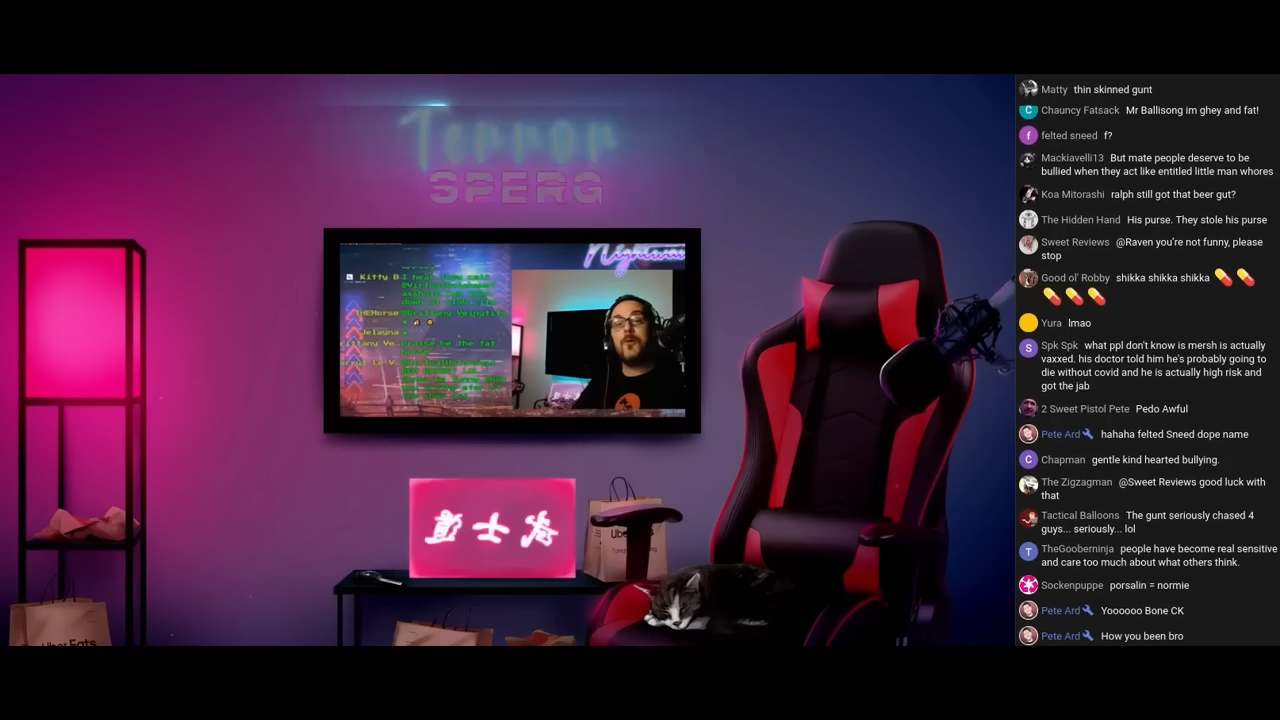 Terror
SPERG
Kitty B
Jelayna
武士道
Uber
Uber Eats
Matty thin skinned gunt
C Chauncy Fatsack Mr Ballisong im ghey and fat!
f felted sneed f?
Mackiavelli13 But mate people deserve to be
bullied when they act like entitled little man whores
Koa Mitorashi ralph still got that beer gut?
The Hidden Hand His purse. They stole his purse
Sweet Reviews @Raven you’re not funny, please
stop
Good ol' Robby shikka shikka shikka 💊 💊
💊 💊 💊
Yura lmao
S Spk Spk what ppl don't know is mersh is actually
vaxxed. his doctor told him he's probably going to
die without covid and he is actually high risk and
got the jab
2 Sweet Pistol Pete Pedo Awful
Pete Ard hahaha felted Sneed dope name
C Chapman gentle kind hearted bullying.
The Zigzagman @Sweet Reviews good luck with
that
Tactical Balloons The gunt seriously chased 4
guys... seriously... lol
T TheGooberninja people have become real sensitive
and care too much about what others think.
Sockenpuppe porsalin = normie
Pete Ard Yoooooo Bone CK
Pete Ard How you been bro